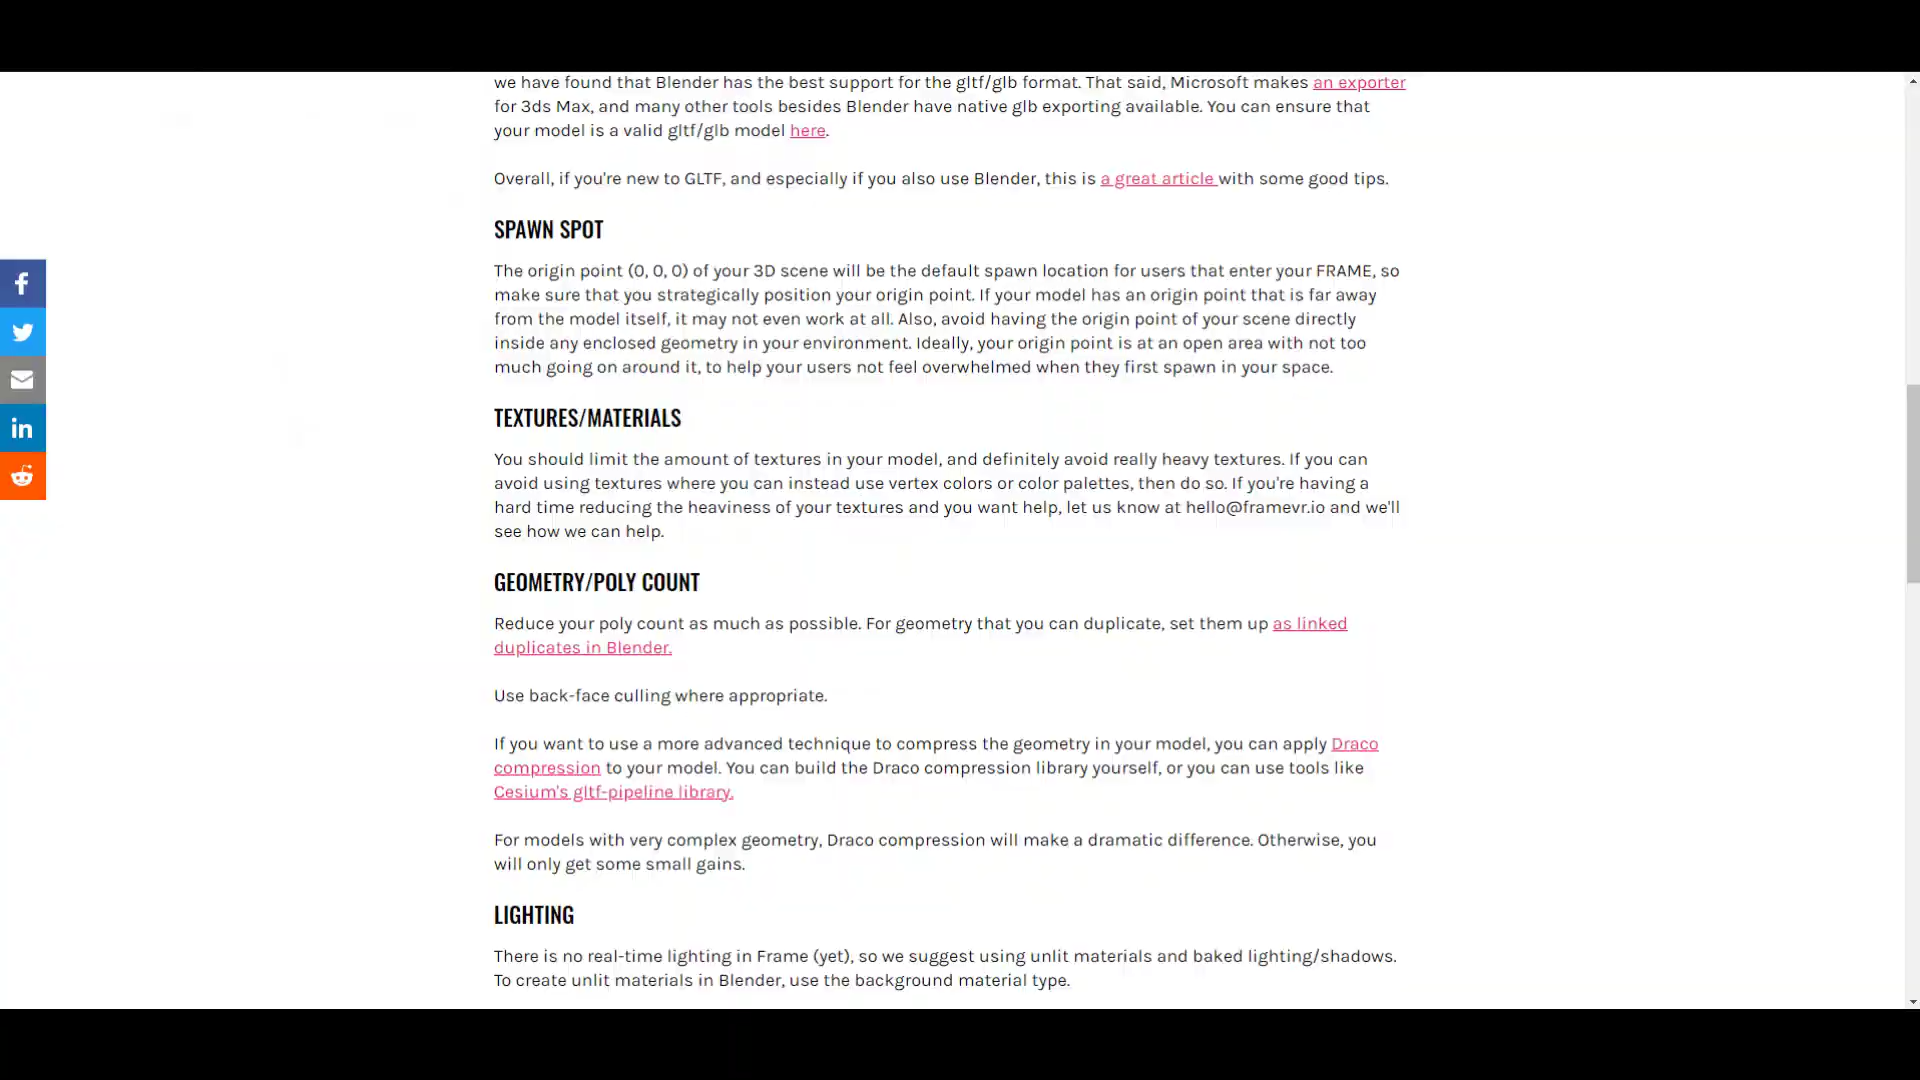 we have found that Blender has the best support for the gltf/glb format. That said, Microsoft makes an exporter
for 3ds Max, and many other tools besides Blender have native glb exporting available. You can ensure that
your model is a valid gltf/glb model here.
Overall, if you're new to GLTF, and especially if you also use Blender, this is a great article with some good tips.
SPAWN SPOT
The origin point (0, 0, 0) of your 3D scene will be the default spawn location for users that enter your FRAME, so
make sure that you strategically position your origin point. If your model has an origin point that is far away
from the model itself, it may not even work at all. Also, avoid having the origin point of your scene directly
inside any enclosed geometry in your environment. Ideally, your origin point is at an open area with not too
much going on around it, to help your users not feel overwhelmed when they first spawn in your space.
TEXTURES/MATERIALS
You should limit the amount of textures in your model, and definitely avoid really heavy textures. If you can
avoid using textures where you can instead use vertex colors or color palettes, then do so. If you're having a
hard time reducing the heaviness of your textures and you want help, let us know at hello@framevr.io and we'll
see how we can help.
GEOMETRY/POLY COUNT
Reduce your poly count as much as possible. For geometry that you can duplicate, set them up as linked
duplicates in Blender.
Use back-face culling where appropriate.
If you want to use a more advanced technique to compress the geometry in your model, you can apply Draco
compression to your model. You can build the Draco compression library yourself, or you can use tools like
Cesium's gltf-pipeline library.
For models with very complex geometry, Draco compression will make a dramatic difference. Otherwise, you
will only get some small gains.
LIGHTING
There is no real-time lighting in Frame (yet), so we suggest using unlit materials and baked lighting/shadows.
To create unlit materials in Blender, use the background material type.